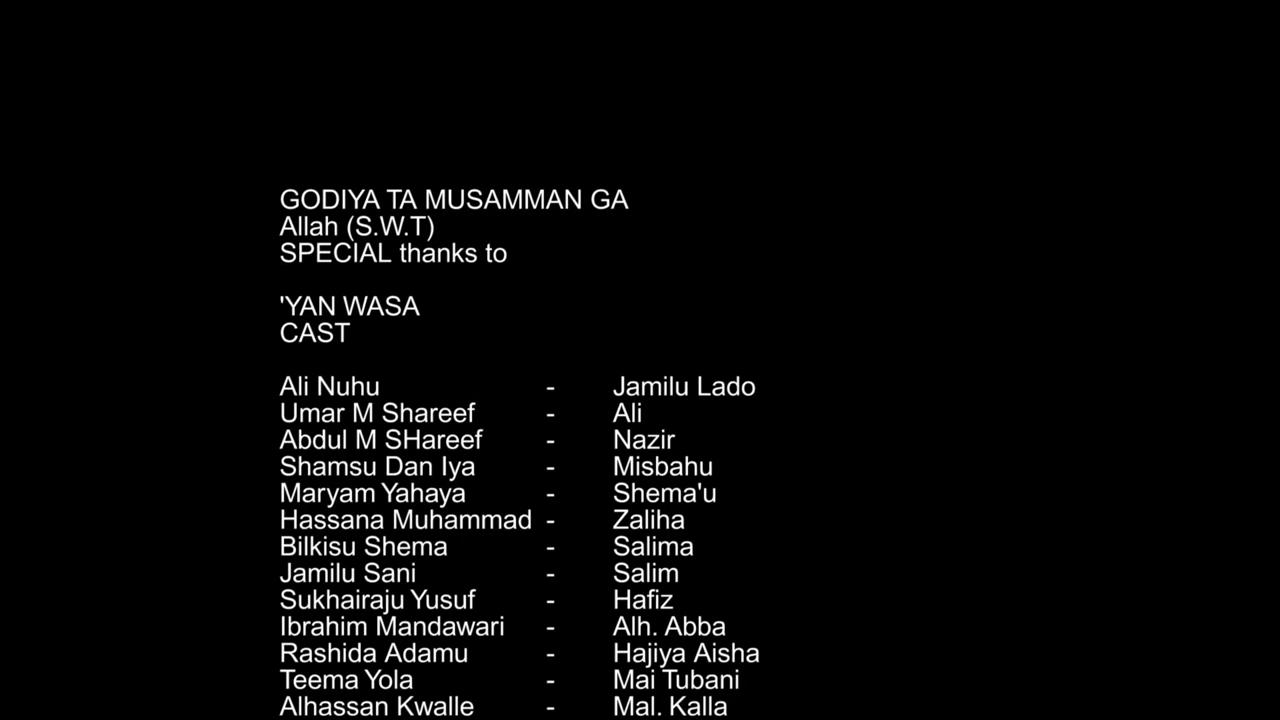 GODIYA TA MUSAMMAN GA
Allah (S.W.T)
SPECIAL thanks to
'YAN WASA
CAST
Ali Nuhu - Jamilu Lado
Umar M Shareef - Ali
Abdul M SHareef - Nazir
Shamsu Dan Iya - Misbahu
Maryam Yahaya - Shema'u
Hassana Muhammad - Zaliha
Bilkisu Shema - Salima
Jamilu Sani - Salim
Sukhairaju Yusuf - Hafiz
Ibrahim Mandawari - Alh. Abba
Rashida Adamu - Hajiya Aisha
Teema Yola - Mai Tubani
Alhassan Kwalle - Mal. Kalla